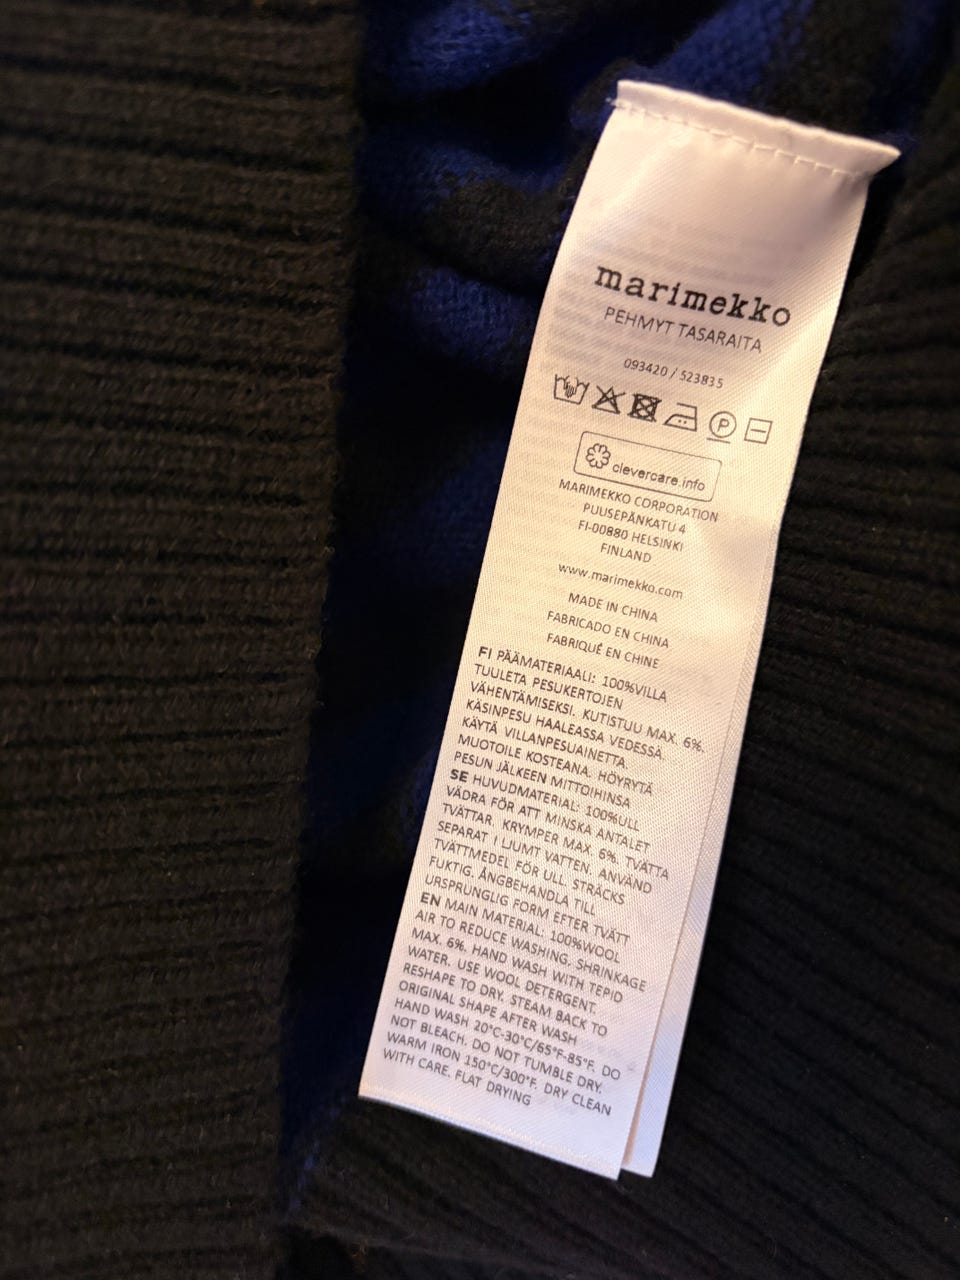 marimekko
PEHMYT TASARAITA
093420 / 523835
P
clevercare.info
MARIMEKKO CORPORATION
PUUSEPÄNKATU 4
FI-00880 HELSINKI
FINLAND
www.marimekko.com
MADE IN CHINA
FABRICADO EN CHINA
FABRIQUÉ EN CHINE
FI PÄÄMATERIAALI: 100%VILLA
TUULETA PESUKERTOJEN
VÄHENTÄMISEKSI. KUTISTUU MAX. 6%.
KÄSINPESU HAALEASSA VEDESSÄ.
KÄYTÄ VILLANPESUAINETTA.
MUOTOILE KOSTEANA. HÖYRYTÄ
PESUN JÄLKEEN MITTOIHINSA
SE HUVUDMATERIAL: 100%ULL
VÄDRA FÖR ATT MINSKA ANTALET
TVÄTTAR. KRYMPER MAX. 6%. TVÄTTA
SEPARAT I LJUMT VATTEN. ANVÄND
TVÄTTMEDEL FÖR ULL. STRÄCKS
FUKTIG. ÅNGBEHANDLA TILL
URSPRUNGLIG FORM EFTER TVÄTT
EN MAIN MATERIAL: 100%WOOL
AIR TO REDUCE WASHING. SHRINKAGE
MAX. 6%. HAND WASH WITH TEPID
WATER. USE WOOL DETERGENT.
RESHAPE TO DRY. STEAM BACK TO
ORIGINAL SHAPE AFTER WASH
HAND WASH 20°C-30°C/65°F-85°F. DO
NOT BLEACH. DO NOT TUMBLE DRY.
WARM IRON 150°C/300°F. DRY CLEAN
WITH CARE. FLAT DRYING